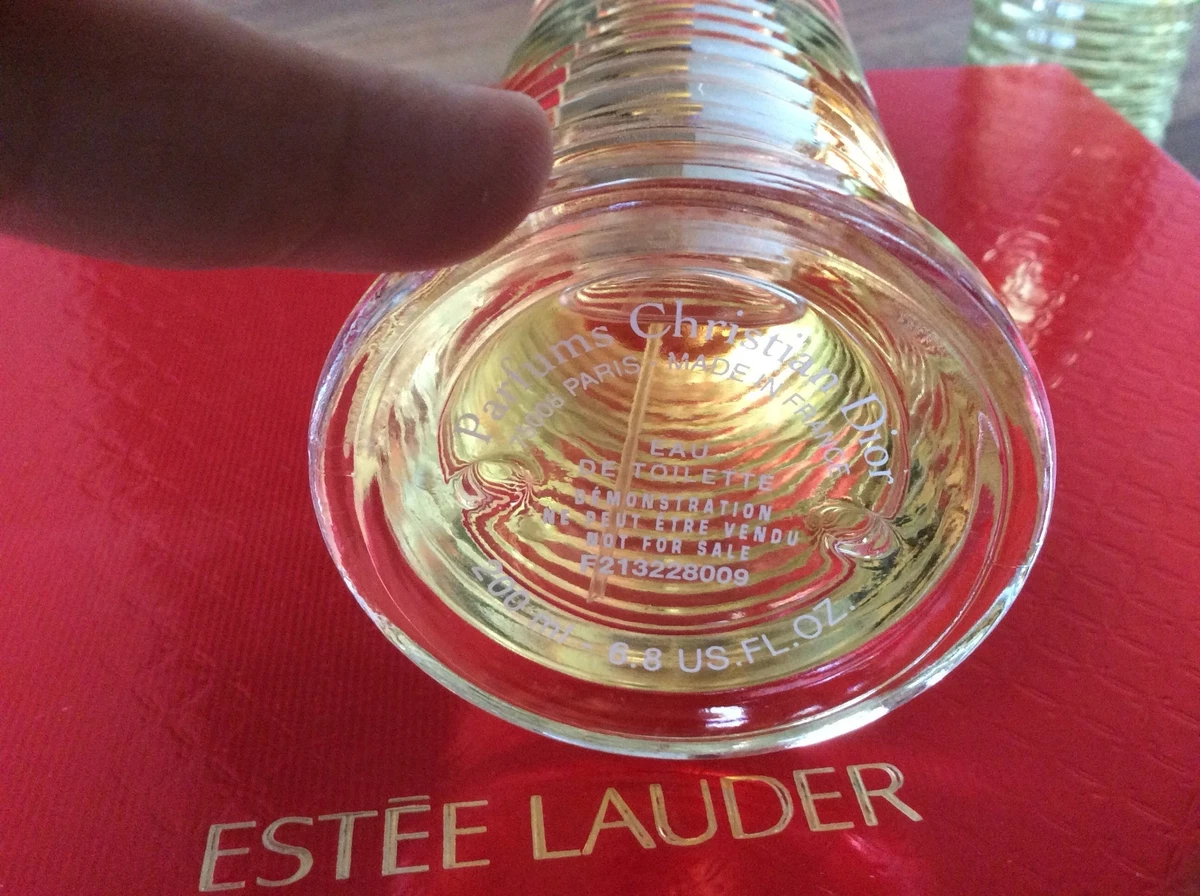 Parfums Christian Dior
75008 PARIS MADE IN FRANCE
EAU
DE TOILETTE
DÉMONSTRATION
NE PEUT ETRE VENDU
NOT FOR SALE
F213228009
200 ml - 6.8 US.FL.OZ.
ESTĒE LAUDER